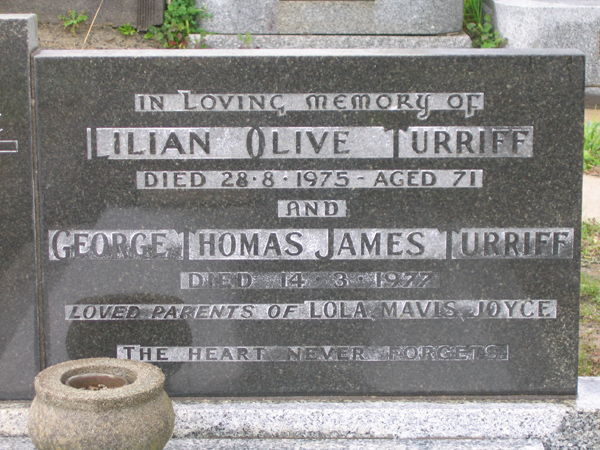 IN LOVING MEMORY OF
LILIAN OLIVE TURRIFF
DIED 28·8·1975 - AGED 71
AND
GEORGE THOMAS JAMES TURRIFF
DIED 14·3·1977
LOVED PARENTS OF LOLA, MAVIS, JOYCE
THE HEART NEVER FORGETS.